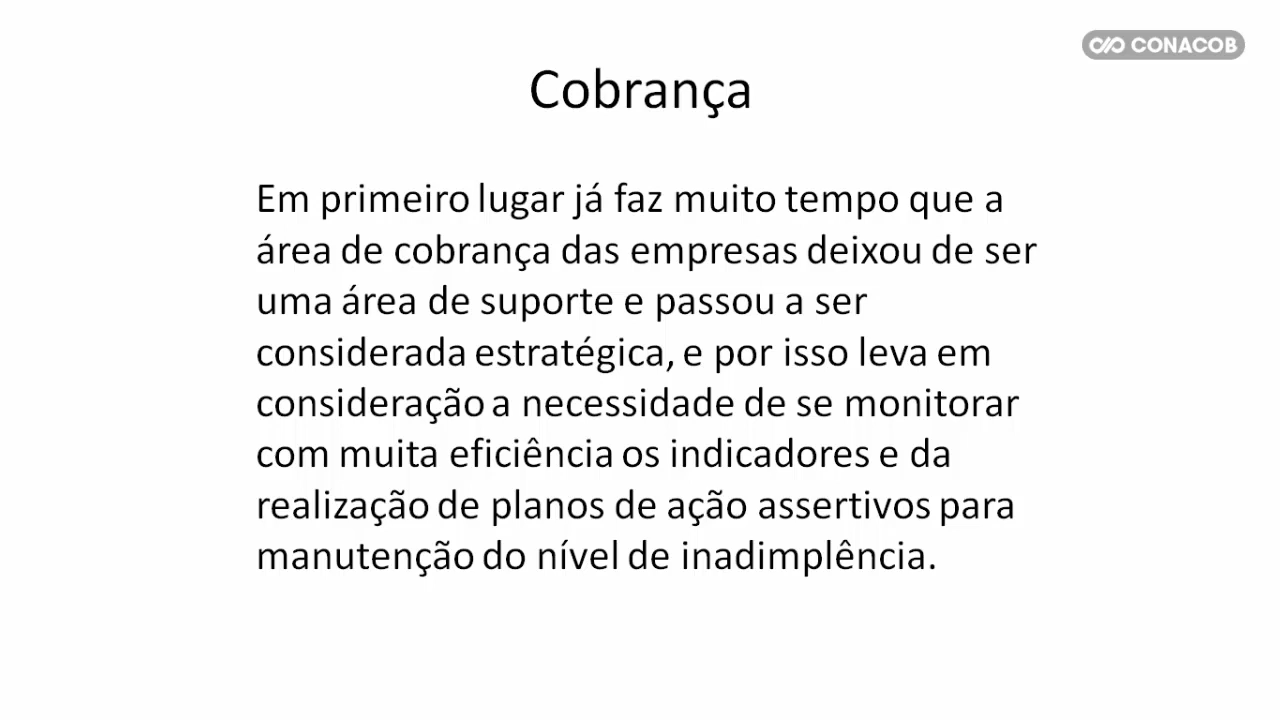 CONACOB
Cobrança
Em primeiro lugar já faz muito tempo que a
área de cobrança das empresas deixou de ser
uma área de suporte e passou a ser
considerada estratégica, e por isso leva em
consideração a necessidade de se monitorar
com muita eficiência os indicadores e da
realização de planos de ação assertivos para
manutenção do nível de inadimplência.